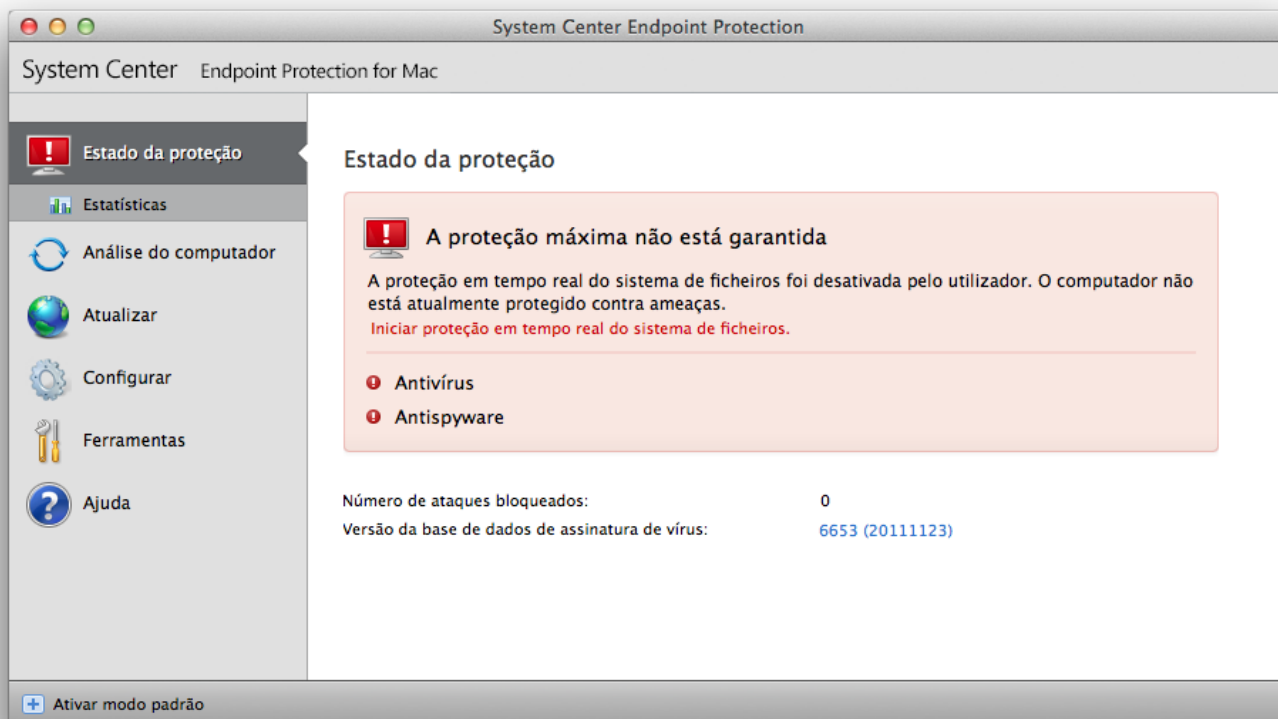 System Center Endpoint Protection
System Center Endpoint Protection for Mac
Estado da proteção
Estatísticas
Análise do computador
Atualizar
Configurar
Ferramentas
Ajuda
Estado da proteção
A proteção máxima não está garantida
A proteção em tempo real do sistema de ficheiros foi desativada pelo utilizador. O computador não
está atualmente protegido contra ameaças.
Iniciar proteção em tempo real do sistema de ficheiros.
Antivírus
Antispyware
Número de ataques bloqueados: 0
Versão da base de dados de assinatura de vírus: 6653 (20111123)
Ativar modo padrão